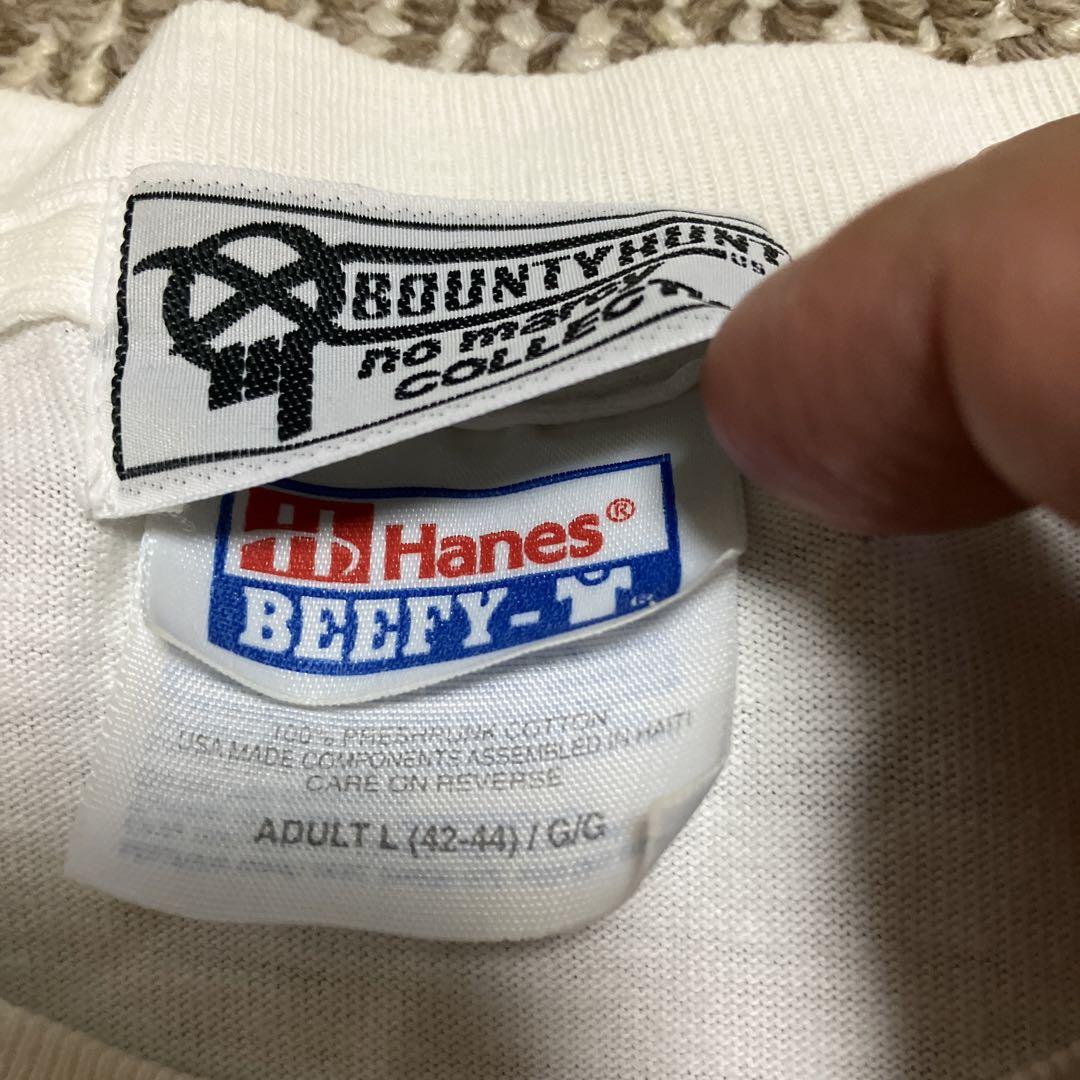 BOUNTYHUNT
no mercy
COLLEC
Hanes®
BEEFY-
100% PRESHRUNK COTTON
USA MADE COMPONENTS ASSEMBLED IN HAITI
CARE ON REVERSE
ADULT L (42-44) / G/G